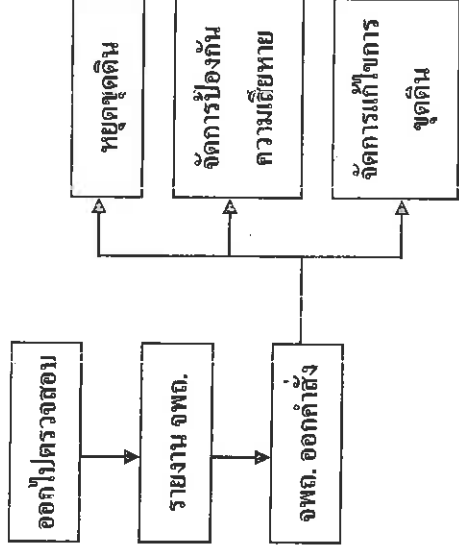 ออกไปตรวจสอบ
รายงาน จพถ.
จพถ. ออกคำสั่ง
หยุดขุดดิน
จัดการป้องกัน
ความเสียหาย
จัดการแก้ไขการ
ขุดดิน